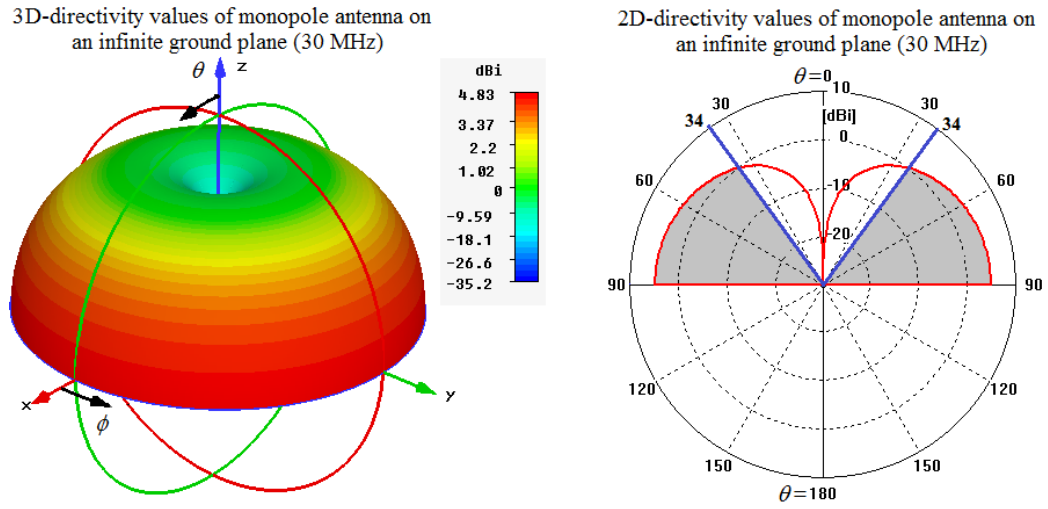 3D-directivity values of monopole antenna on
an infinite ground plane (30 MHz)
θ
z
x
ϕ
y
dBi
4.83
3.37
2.2
1.02
0
-9.59
-18.1
-26.6
-35.2
2D-directivity values of monopole antenna on
an infinite ground plane (30 MHz)
θ=0
10
[dBi]
0
-10
-20
34
30
30
34
60
60
90
90
120
120
150
150
θ=180